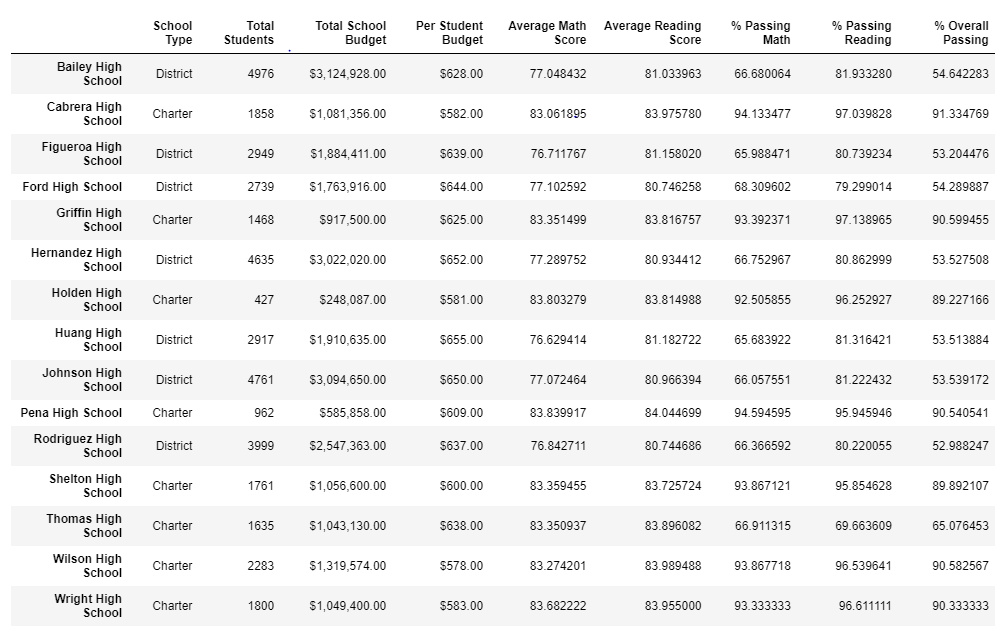 School Type Total Students Total School Budget Per Student Budget Average Math Score Average Reading Score % Passing Math % Passing Reading % Overall Passing
Bailey High School District 4976 $3,124,928.00 $628.00 77.048432 81.033963 66.680064 81.933280 54.642283
Cabrera High School Charter 1858 $1,081,356.00 $582.00 83.061895 83.975780 94.133477 97.039828 91.334769
Figueroa High School District 2949 $1,884,411.00 $639.00 76.711767 81.158020 65.988471 80.739234 53.204476
Ford High School District 2739 $1,763,916.00 $644.00 77.102592 80.746258 68.309602 79.299014 54.289887
Griffin High School Charter 1468 $917,500.00 $625.00 83.351499 83.816757 93.392371 97.138965 90.599455
Hernandez High School District 4635 $3,022,020.00 $652.00 77.289752 80.934412 66.752967 80.862999 53.527508
Holden High School Charter 427 $248,087.00 $581.00 83.803279 83.814988 92.505855 96.252927 89.227166
Huang High School District 2917 $1,910,635.00 $655.00 76.629414 81.182722 65.683922 81.316421 53.513884
Johnson High School District 4761 $3,094,650.00 $650.00 77.072464 80.966394 66.057551 81.222432 53.539172
Pena High School Charter 962 $585,858.00 $609.00 83.839917 84.044699 94.594595 95.945946 90.540541
Rodriguez High School District 3999 $2,547,363.00 $637.00 76.842711 80.744686 66.366592 80.220055 52.988247
Shelton High School Charter 1761 $1,056,600.00 $600.00 83.359455 83.725724 93.867121 95.854628 89.892107
Thomas High School Charter 1635 $1,043,130.00 $638.00 83.350937 83.896082 66.911315 69.663609 65.076453
Wilson High School Charter 2283 $1,319,574.00 $578.00 83.274201 83.989488 93.867718 96.539641 90.582567
Wright High School Charter 1800 $1,049,400.00 $583.00 83.682222 83.955000 93.333333 96.611111 90.333333